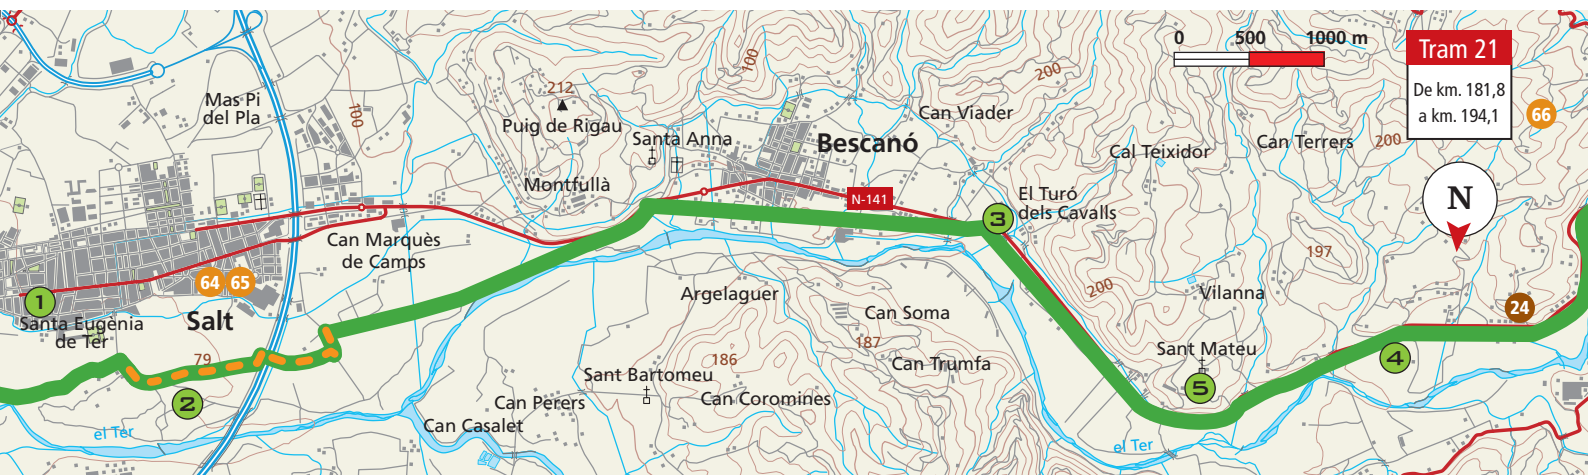 0 500 1000 m
Tram 21
De km. 181,8
a km. 194,1
66
N
24
200
Mas Pi
del Pla
100
212
Puig de Rigau
Santa Anna
100
Bescanó
Can Viader
200
Cal Teixidor
Can Terrers
200
Montfullà
N-141
3
El Turó
dels Cavalls
Can Marquès
de Camps
64
65
1
Santa Eugènia
de Ter
Salt
79
2
el Ter
Argelaguer
Can Soma
187
186
Can Trumfa
Sant Bartomeu
Can Coromines
Can Perers
Can Casalet
197
Vilanna
Sant Mateu
5
4
el Ter